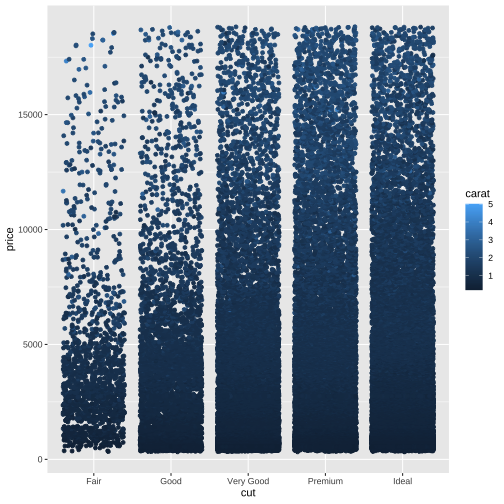 15000
10000
5000
0
price
Fair
Good
Very Good
Premium
Ideal
cut
carat
5
4
3
2
1